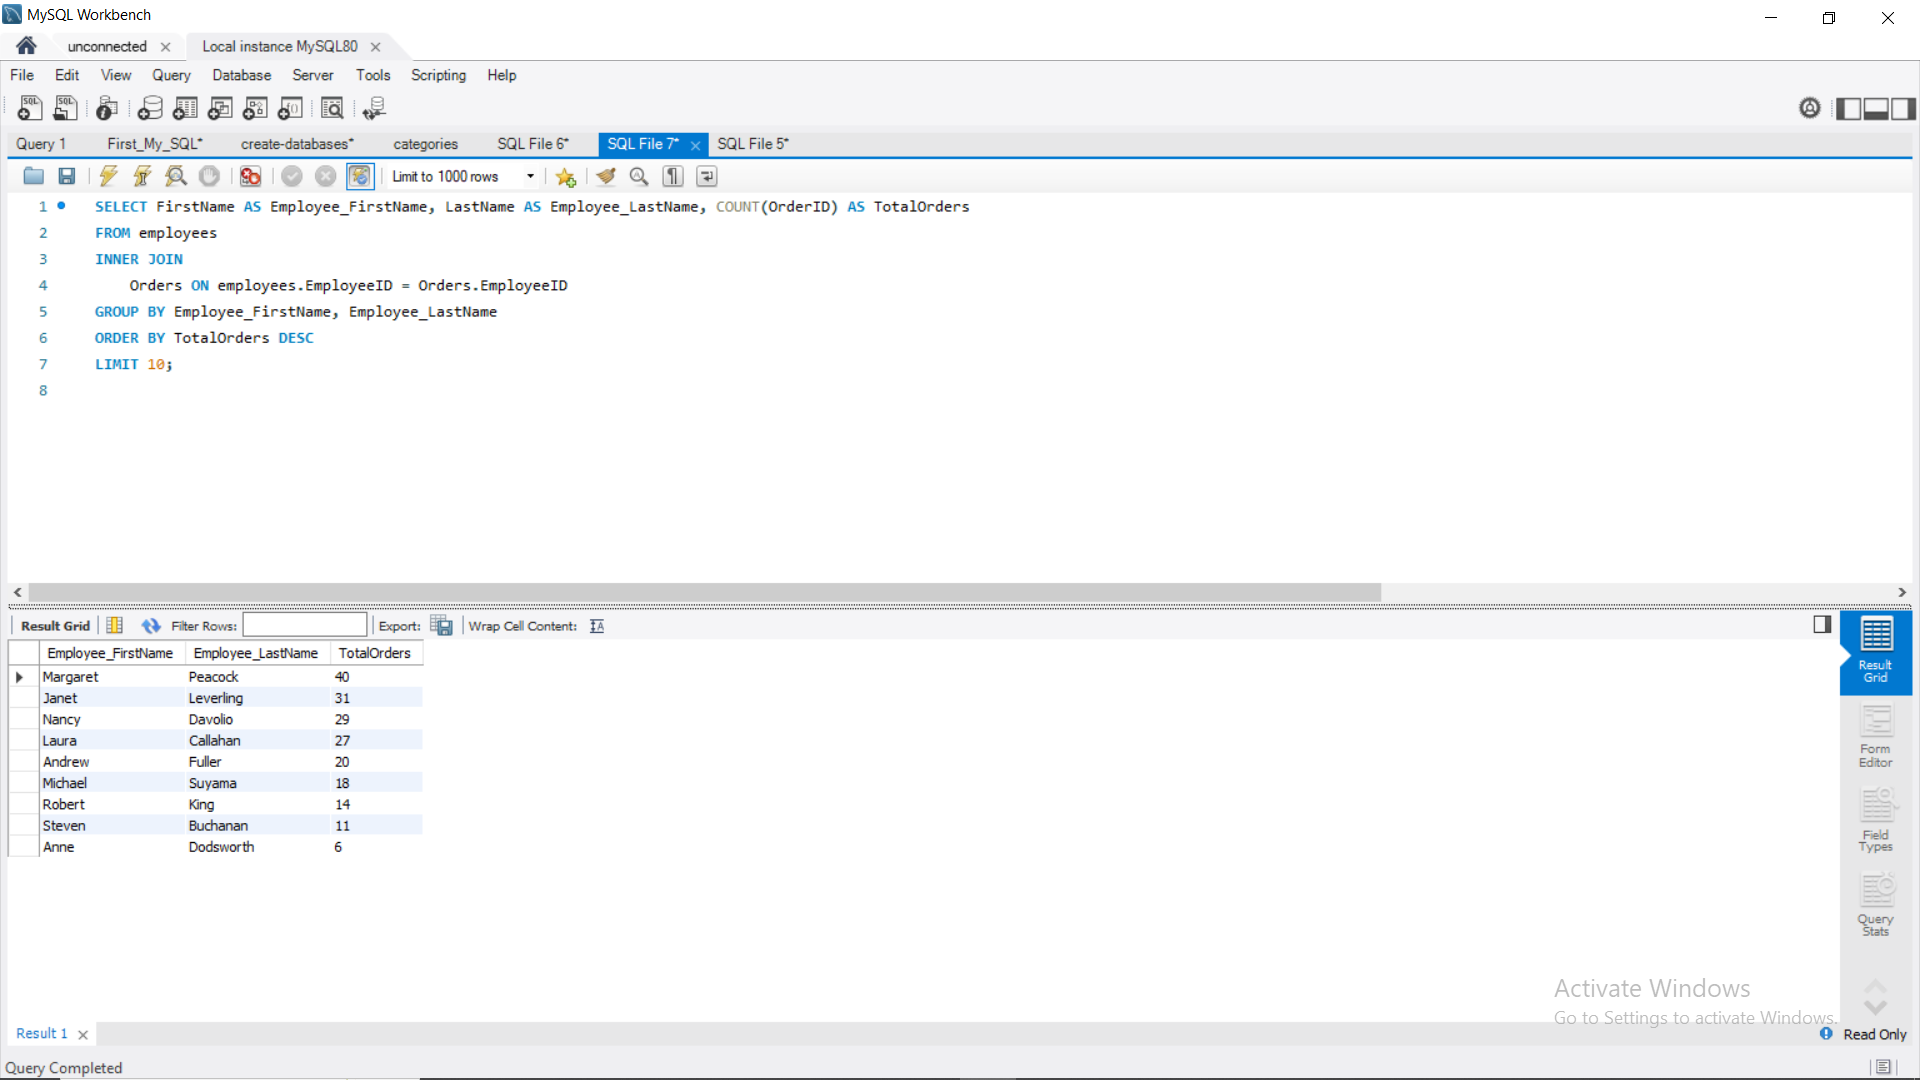 MySQL Workbench
unconnected
Local instance MySQL80
File Edit View Query Database Server Tools Scripting Help
Query 1 First_My_SQL* create-databases* categories SQL File 6* SQL File 7* SQL File 5*
Limit to 1000 rows
1 SELECT FirstName AS Employee_FirstName, LastName AS Employee_LastName, COUNT(OrderID) AS TotalOrders
2 FROM employees
3 INNER JOIN
4 Orders ON employees.EmployeeID = Orders.EmployeeID
5 GROUP BY Employee_FirstName, Employee_LastName
6 ORDER BY TotalOrders DESC
7 LIMIT 10;
8
Result Grid Filter Rows: Export: Wrap Cell Content:
Employee_FirstName Employee_LastName TotalOrders
Margaret Peacock 40
Janet Leverling 31
Nancy Davolio 29
Laura Callahan 27
Andrew Fuller 20
Michael Suyama 18
Robert King 14
Steven Buchanan 11
Anne Dodsworth 6
Result
Grid
Form
Editor
Field
Types
Query
Stats
Activate Windows
Go to Settings to activate Windows.
Result 1
Read Only
Query Completed